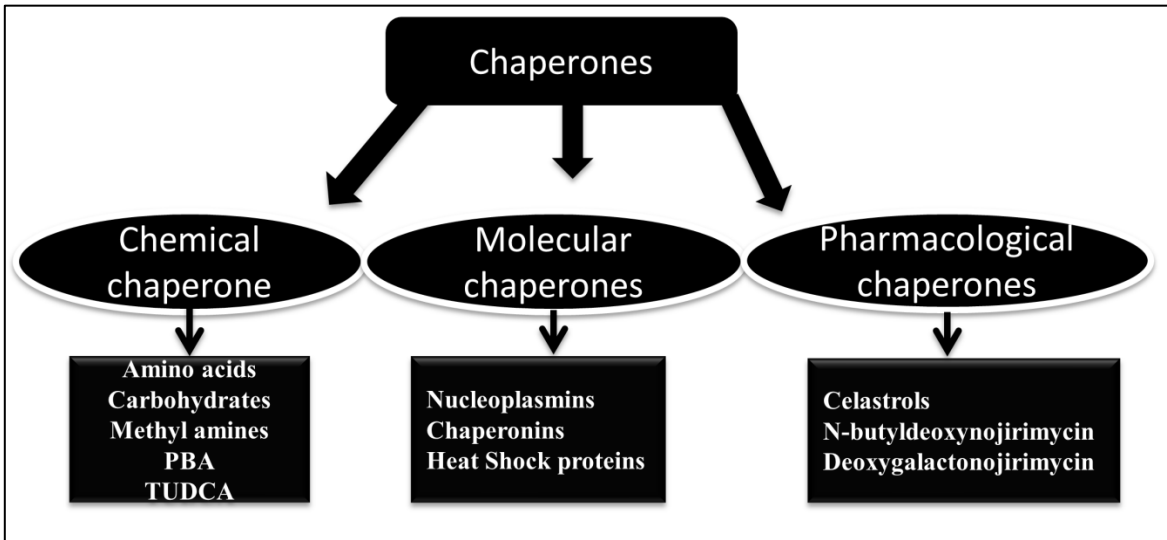 Chaperones
Chemical
chaperone
Molecular
chaperones
Pharmacological
chaperones
Amino acids
Carbohydrates
Methyl amines
PBA
TUDCA
Nucleoplasmins
Chaperonins
Heat Shock proteins
Celastrols
N-butyldeoxynojirimycin
Deoxygalactonojirimycin